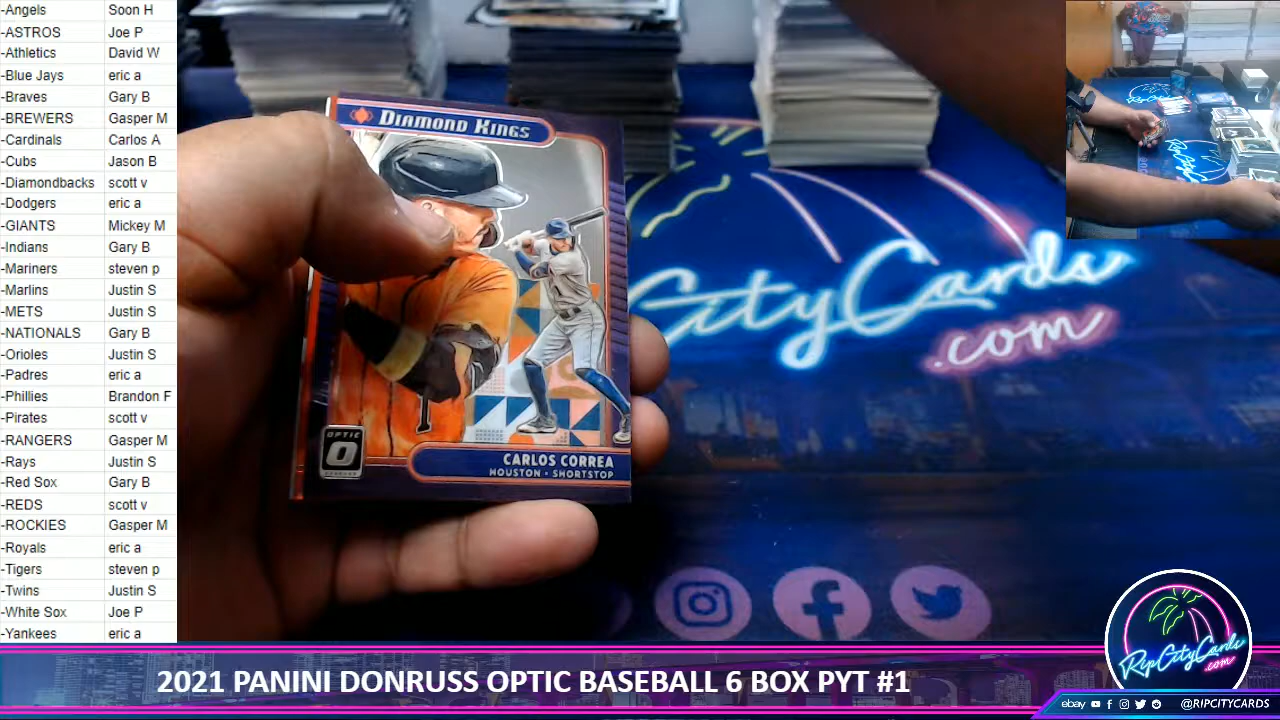 -Angels Soon H
-ASTROS Joe P
-Athletics David W
-Blue Jays eric a
-Braves Gary B
-BREWERS Gasper M
-Cardinals Carlos A
-Cubs Jason B
-Diamondbacks scott v
-Dodgers eric a
-GIANTS Mickey M
-Indians Gary B
-Mariners steven p
-Marlins Justin S
-METS Justin S
-NATIONALS Gary B
-Orioles Justin S
-Padres eric a
-Phillies Brandon F
-Pirates scott v
-RANGERS Gasper M
-Rays Justin S
-Red Sox Gary B
-REDS scott v
-ROCKIES Gasper M
-Royals eric a
-Tigers steven p
-Twins Justin S
-White Sox Joe P
-Yankees eric a
DIAMOND KINGS
OPTIC
CARLOS CORREA
HOUSTON • SHORTSTOP
CityCards
.com
RipCityCards
.com
2021 PANINI DONRUSS OPTIC BASEBALL 6 BOX PYT #1
ebay @RIPCITYCARDS